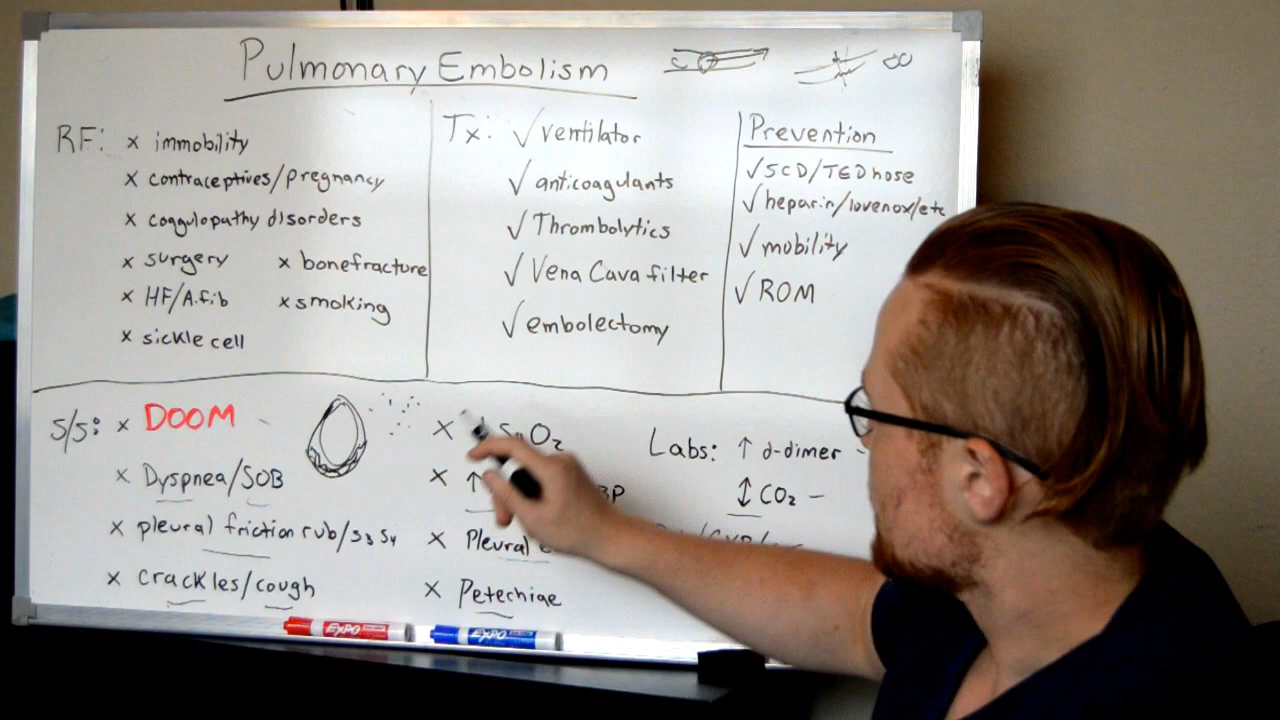 Pulmonary Embolism
RF: x immobility
x contraceptives/pregnancy
x coagulopathy disorders
x surgery x bonefracture
x HF/A.fib x smoking
x sickle cell
Tx: √ ventilator
√ anticoagulants
√ Thrombolytics
√ Vena Cava filter
√ embolectomy
Prevention
√ SCD/TED hose
√ heparin/lovenox/etc
√ mobility
√ ROM
S/S: x DOOM
x Dyspnea/SOB
x pleural friction rub/S3 S4
x crackles/cough
x O2
x ↑ BP
x Pleural
x Petechiae
Labs: ↑ d-dimer -
↕ CO2 -
EXPO
EXPO